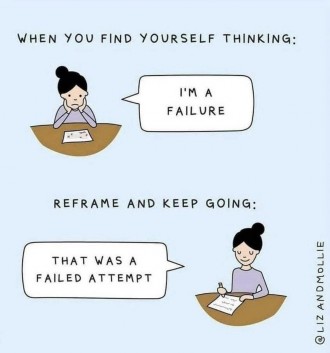 WHEN YOU FIND YOURSELF THINKING:
I'M A
FAILURE
REFRAME AND KEEP GOING:
THAT WAS A
FAILED ATTEMPT
@LIZANDMOLLIE